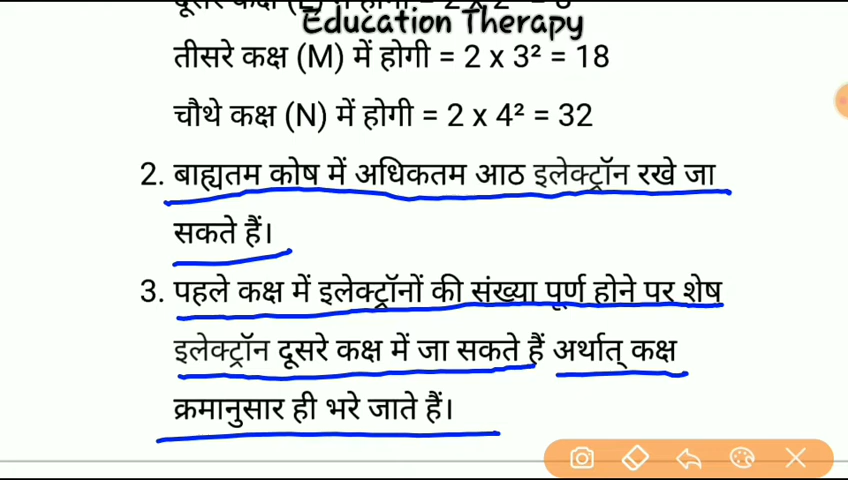 Education Therapy
तीसरे कक्ष (M) में होगी = 2 x 3² = 18
चौथे कक्ष (N) में होगी = 2 x 4² = 32
2. बाह्यतम कोष में अधिकतम आठ इलेक्ट्रॉन रखे जा
सकते हैं।
3. पहले कक्ष में इलेक्ट्रॉनों की संख्या पूर्ण होने पर शेष
इलेक्ट्रॉन दूसरे कक्ष में जा सकते हैं अर्थात् कक्ष
क्रमानुसार ही भरे जाते हैं।